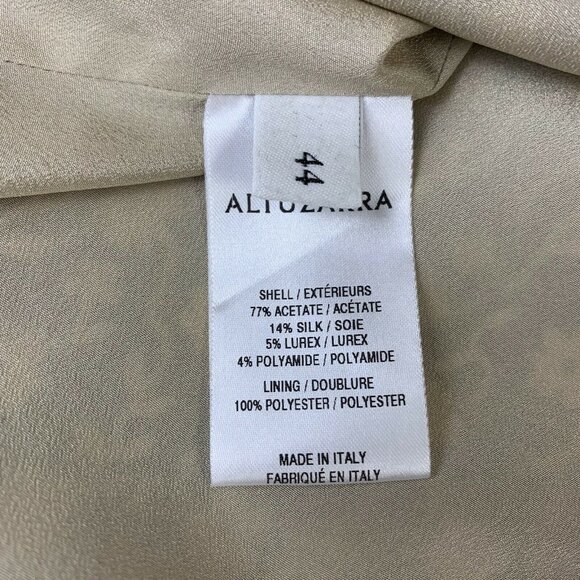 44
ALTUZARRA
SHELL / EXTÉRIEURS
77% ACETATE / ACÉTATE
14% SILK / SOIE
5% LUREX / LUREX
4% POLYAMIDE / POLYAMIDE
LINING / DOUBLURE
100% POLYESTER / POLYESTER
MADE IN ITALY
FABRIQUÉ EN ITALY